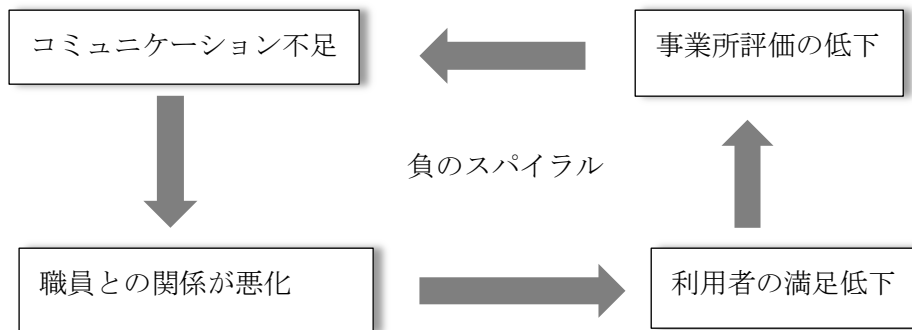 コミュニケーション不足
事業所評価の低下
負のスパイラル
職員との関係が悪化
利用者の満足低下